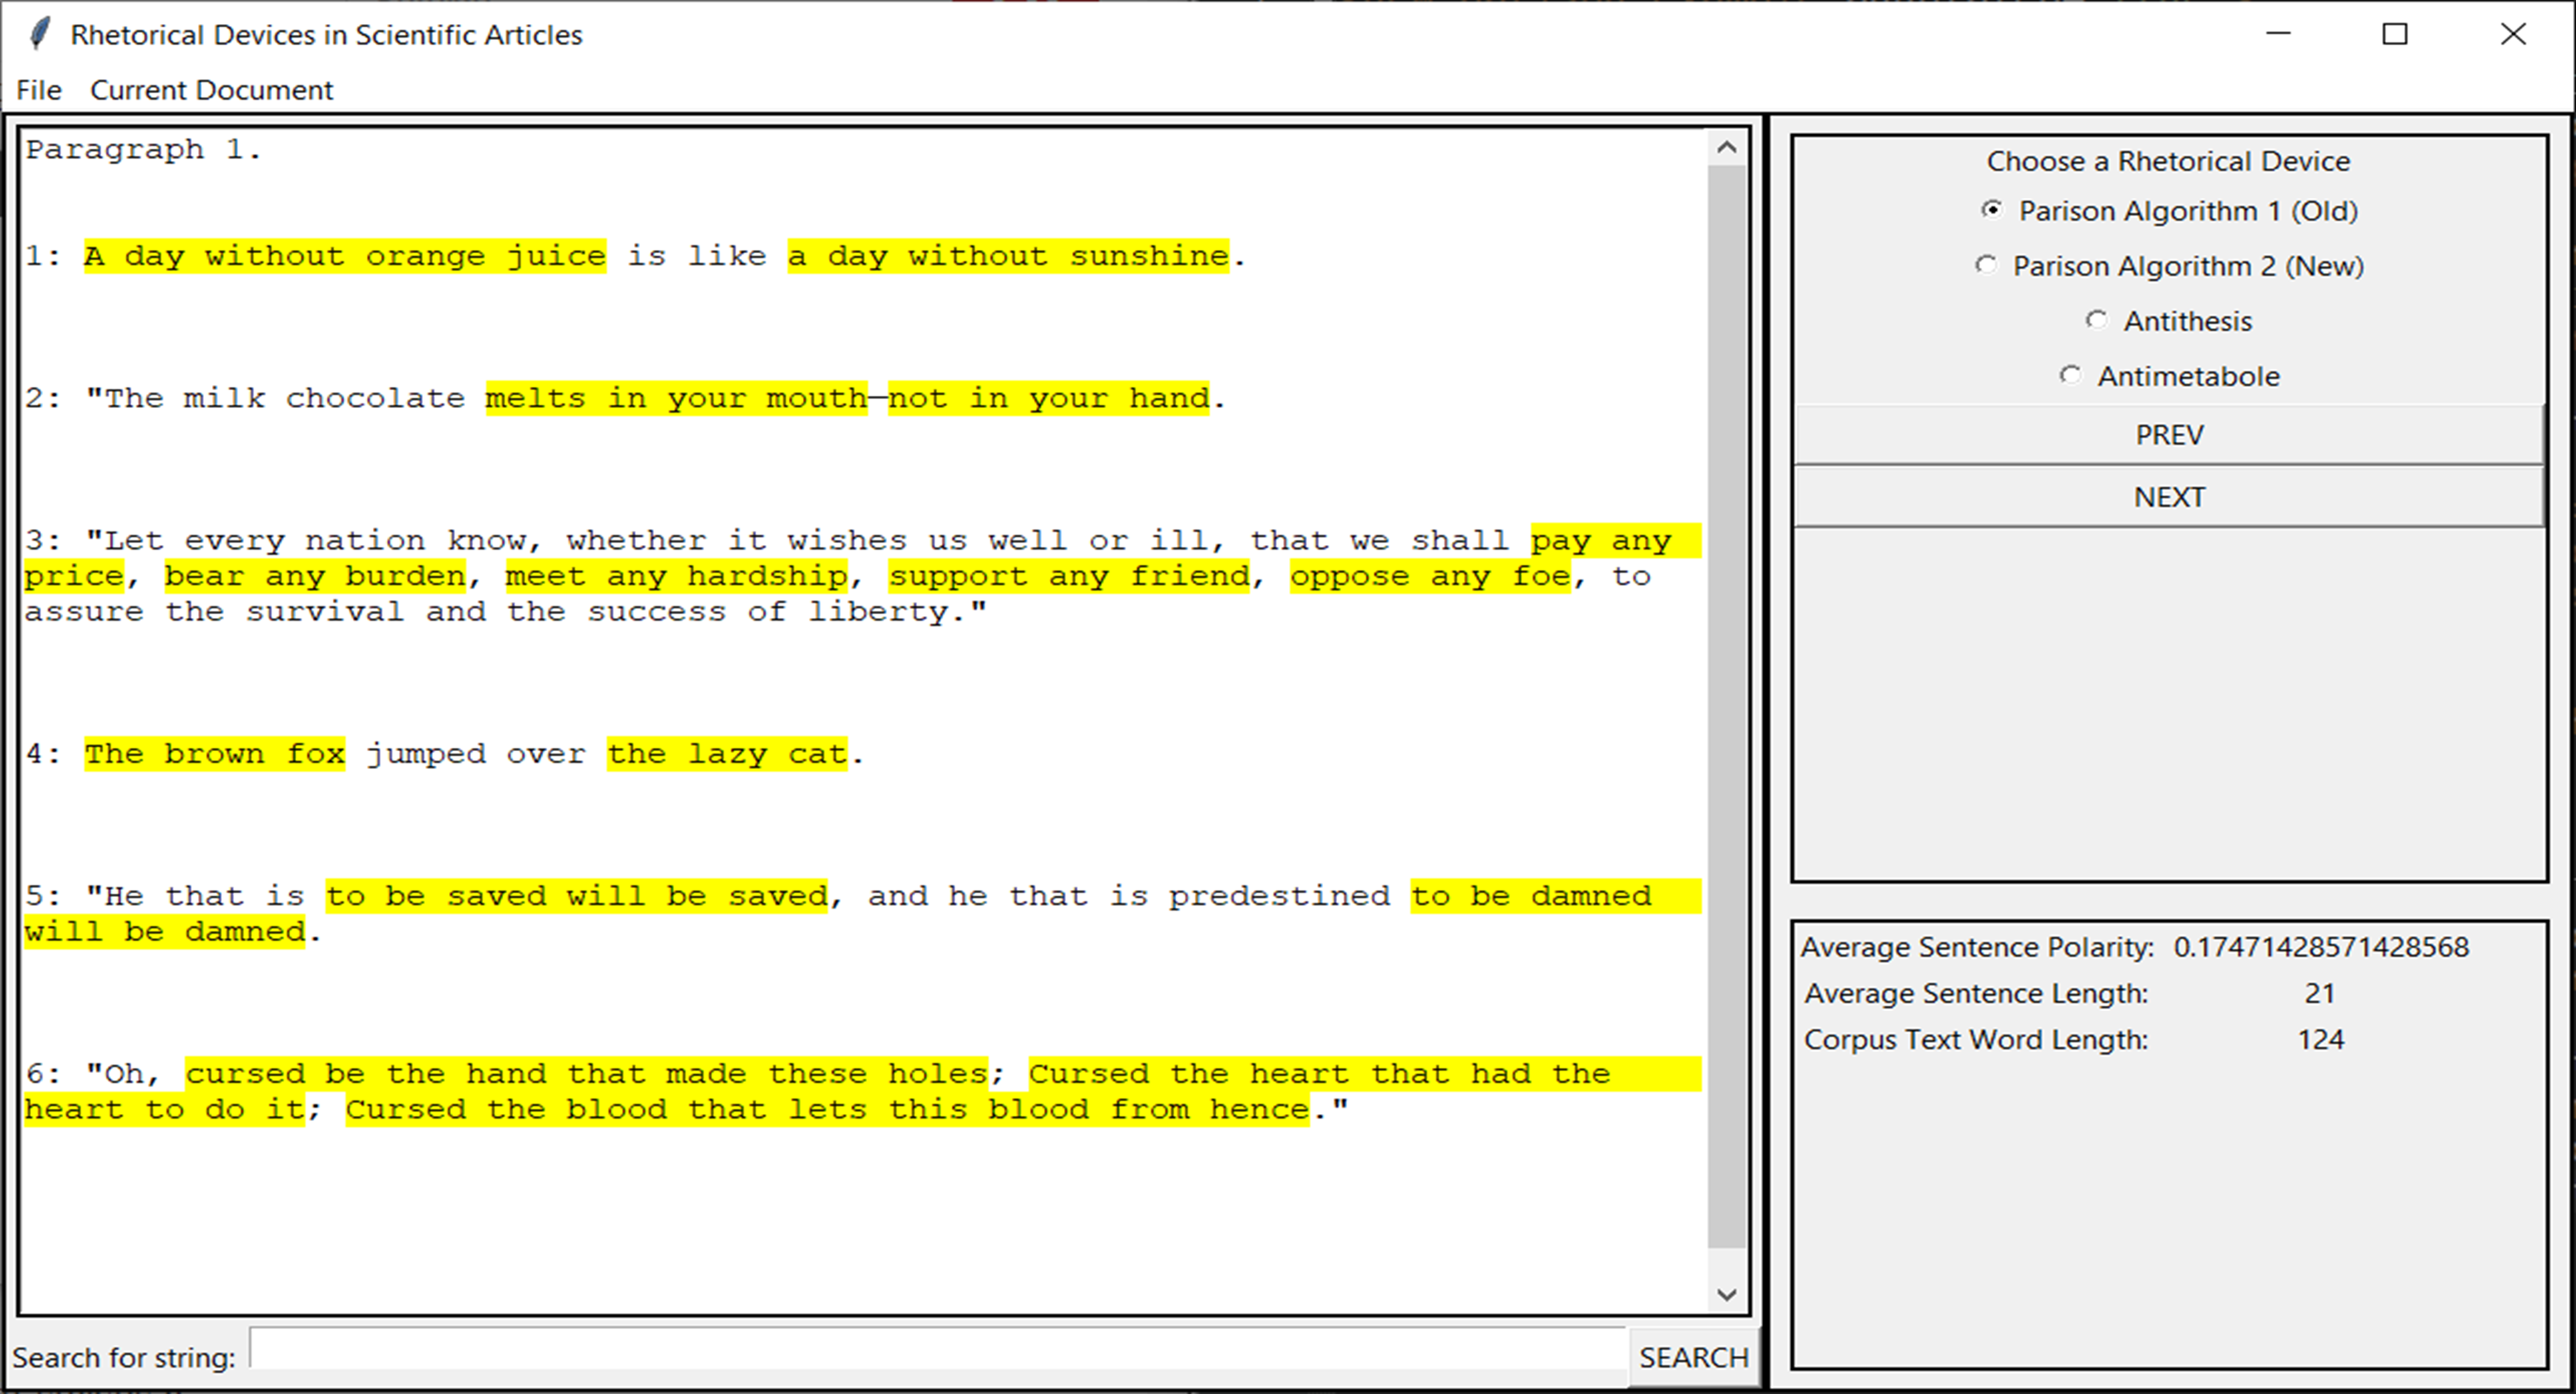 Rhetorical Devices in Scientific Articles
File Current Document
Paragraph 1.
1: A day without orange juice is like a day without sunshine.
2: "The milk chocolate melts in your mouth—not in your hand.
3: "Let every nation know, whether it wishes us well or ill, that we shall pay any
price, bear any burden, meet any hardship, support any friend, oppose any foe, to
assure the survival and the success of liberty."
4: The brown fox jumped over the lazy cat.
5: "He that is to be saved will be saved, and he that is predestined to be damned
will be damned.
6: "Oh, cursed be the hand that made these holes; Cursed the heart that had the
heart to do it; Cursed the blood that lets this blood from hence."
Search for string: SEARCH
Choose a Rhetorical Device
Parison Algorithm 1 (Old)
Parison Algorithm 2 (New)
Antithesis
Antimetabole
PREV
NEXT
Average Sentence Polarity: 0.17471428571428568
Average Sentence Length: 21
Corpus Text Word Length: 124